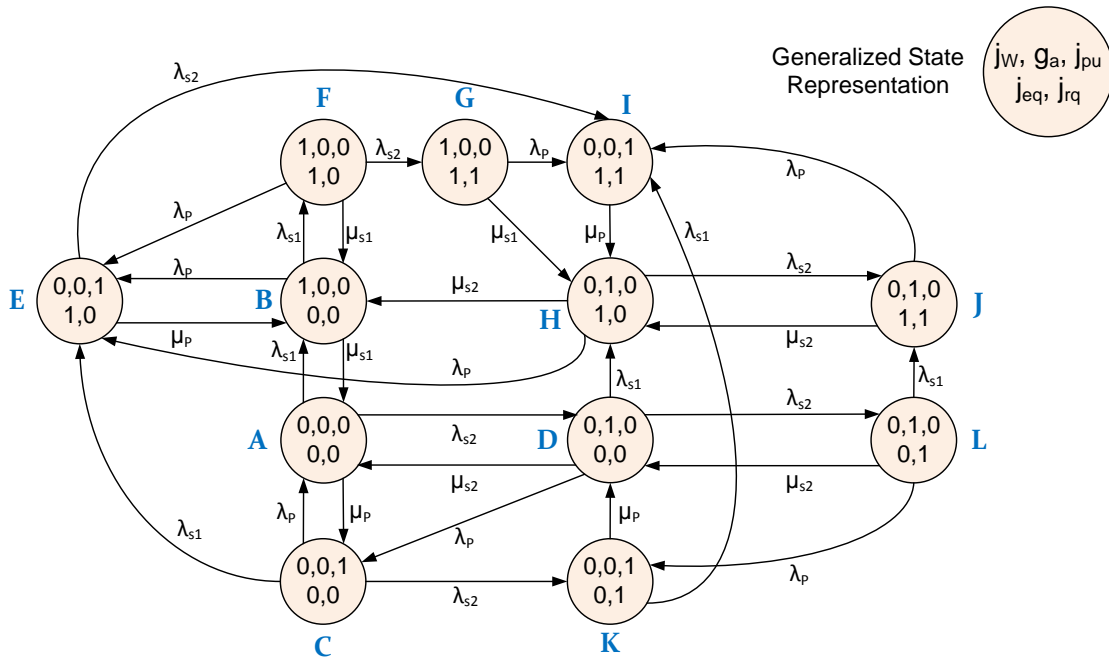 Generalized State
Representation
jW, ga, jpu
jeq, jrq
λs2
F
G
I
1,0,0
1,0
λs2
1,0,0
1,1
λP
0,0,1
1,1
λP
λP
λs1
μs1
μs1
μP
λs1
E
0,0,1
1,0
λP
μP
B
1,0,0
0,0
μs2
H
0,1,0
1,0
λs2
μs2
0,1,0
1,1
J
λs1
μs1
λP
λs1
λs1
A
0,0,0
0,0
λs2
μs2
D
0,1,0
0,0
λs2
μs2
0,1,0
0,1
L
λs1
λP
μP
λP
μP
λP
0,0,1
0,0
λs2
0,0,1
0,1
C
K